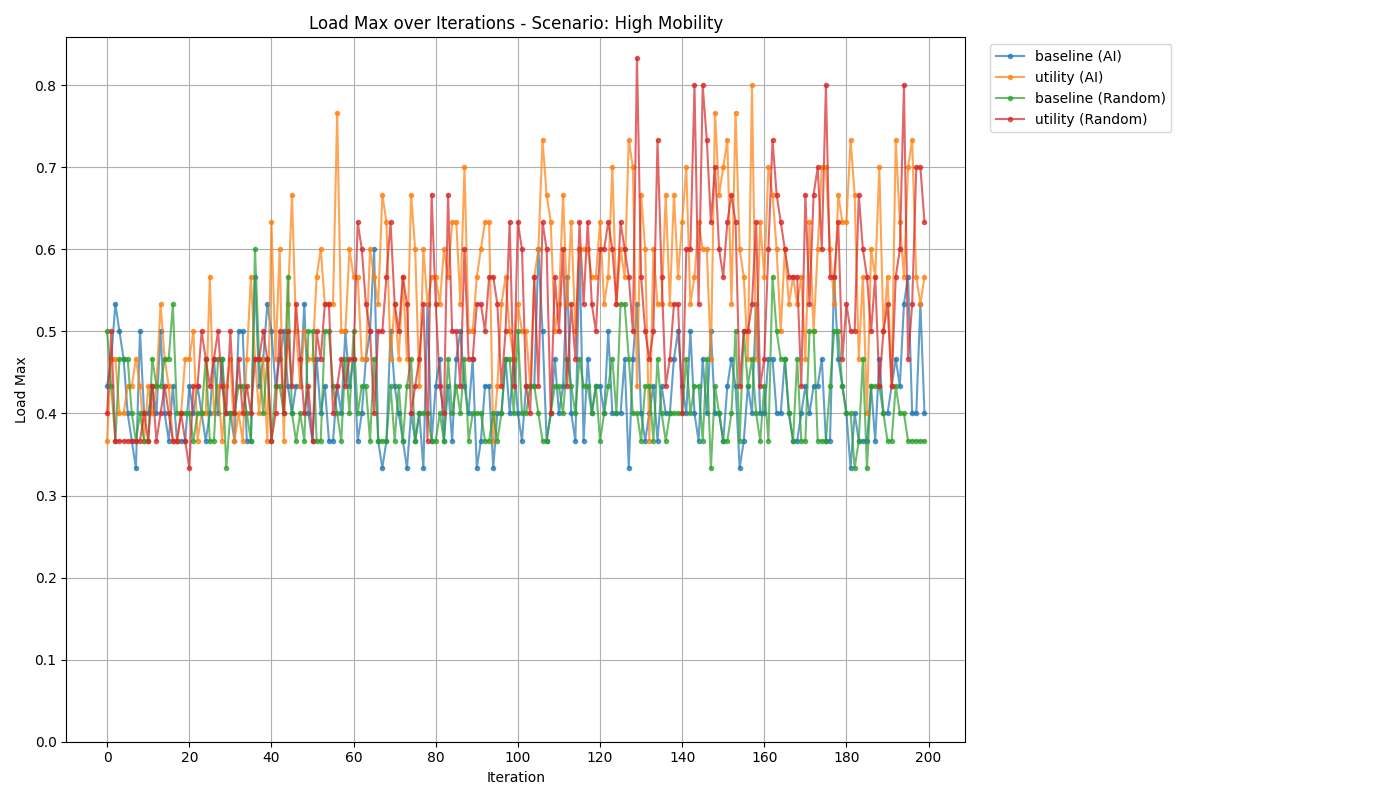 Load Max over Iterations - Scenario: High Mobility
baseline (AI)
utility (AI)
baseline (Random)
utility (Random)
Load Max
0.8
0.7
0.6
0.5
0.4
0.3
0.2
0.1
0.0
0 20 40 60 80 100 120 140 160 180 200
Iteration